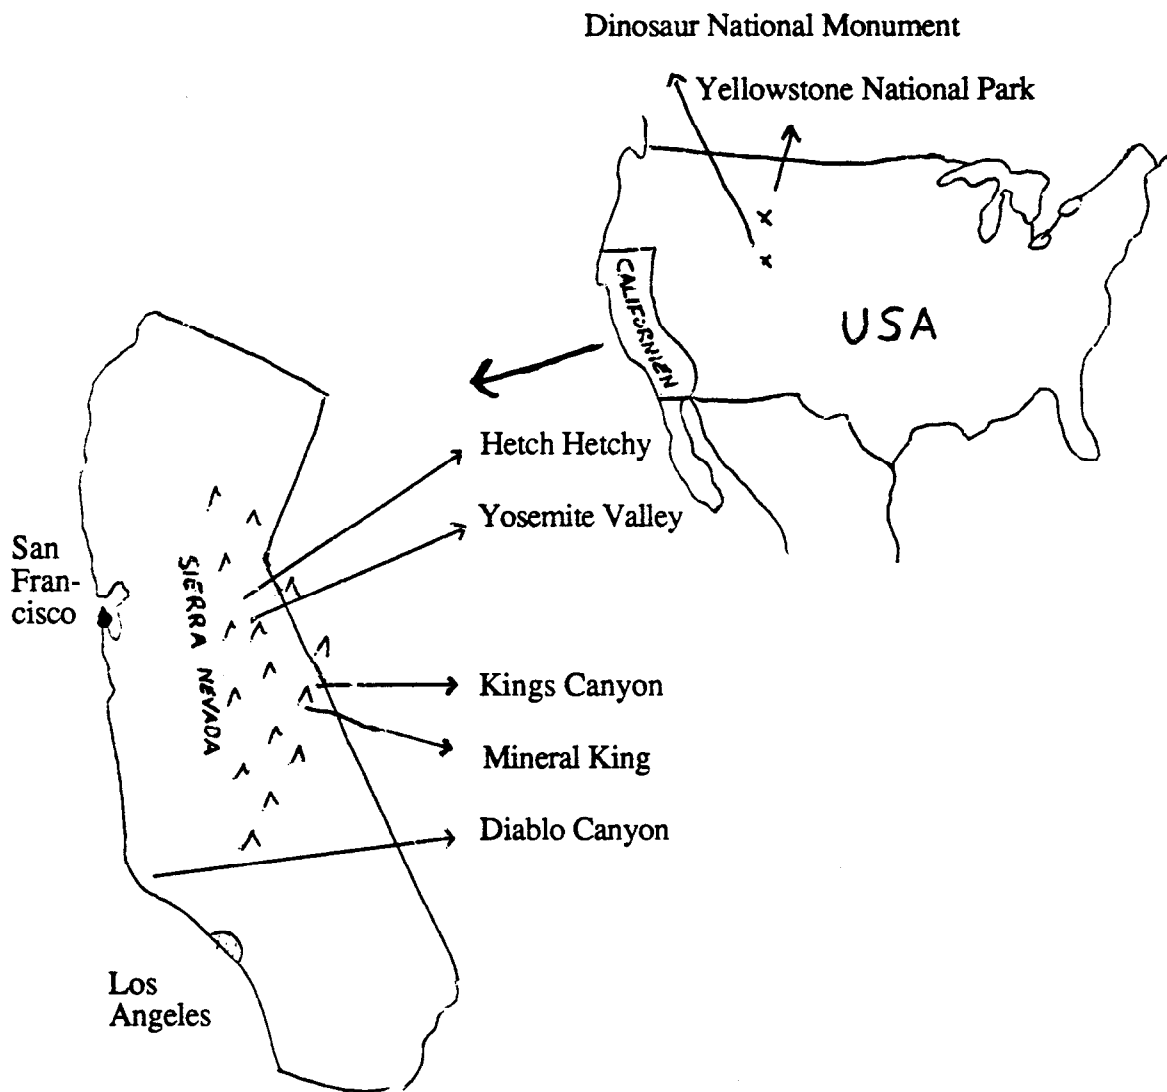 Dinosaur National Monument
Yellowstone National Park
CALIFORNIEN
USA
Hetch Hetchy
Yosemite Valley
San
Fran-
cisco
SIERRA NEVADA
Kings Canyon
Mineral King
Diablo Canyon
Los
Angeles